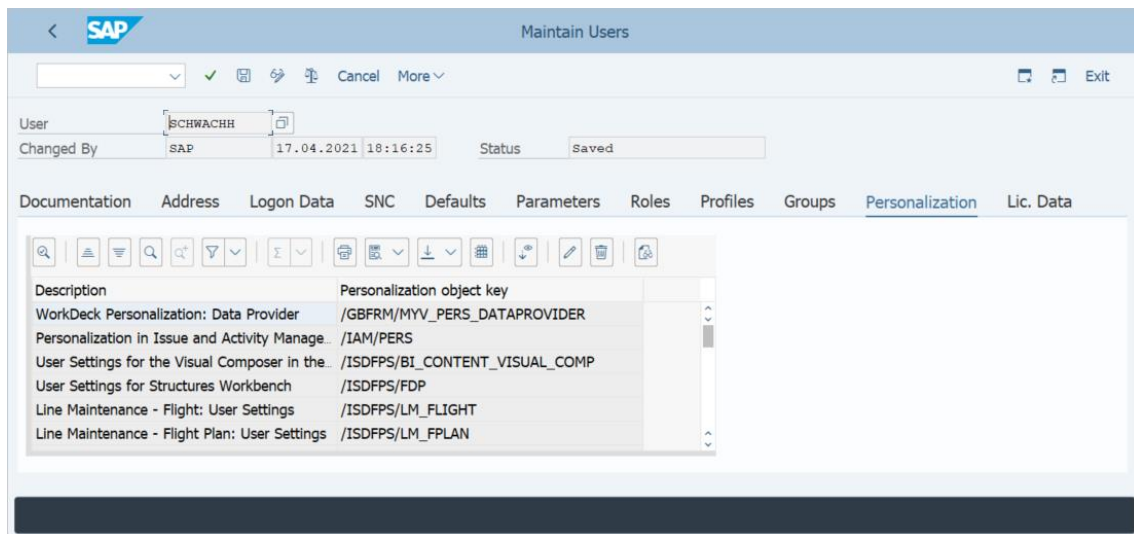 SAP Maintain Users
Cancel More Exit
User SCHWACHH
Changed By SAP 17.04.2021 18:16:25 Status Saved
Documentation Address Logon Data SNC Defaults Parameters Roles Profiles Groups Personalization Lic. Data
Description Personalization object key
WorkDeck Personalization: Data Provider /GBFRM/MYV_PERS_DATAPROVIDER
Personalization in Issue and Activity Manage... /IAM/PERS
User Settings for the Visual Composer in the... /ISDFPS/BI_CONTENT_VISUAL_COMP
User Settings for Structures Workbench /ISDFPS/FDP
Line Maintenance - Flight: User Settings /ISDFPS/LM_FLIGHT
Line Maintenance - Flight Plan: User Settings /ISDFPS/LM_FPLAN